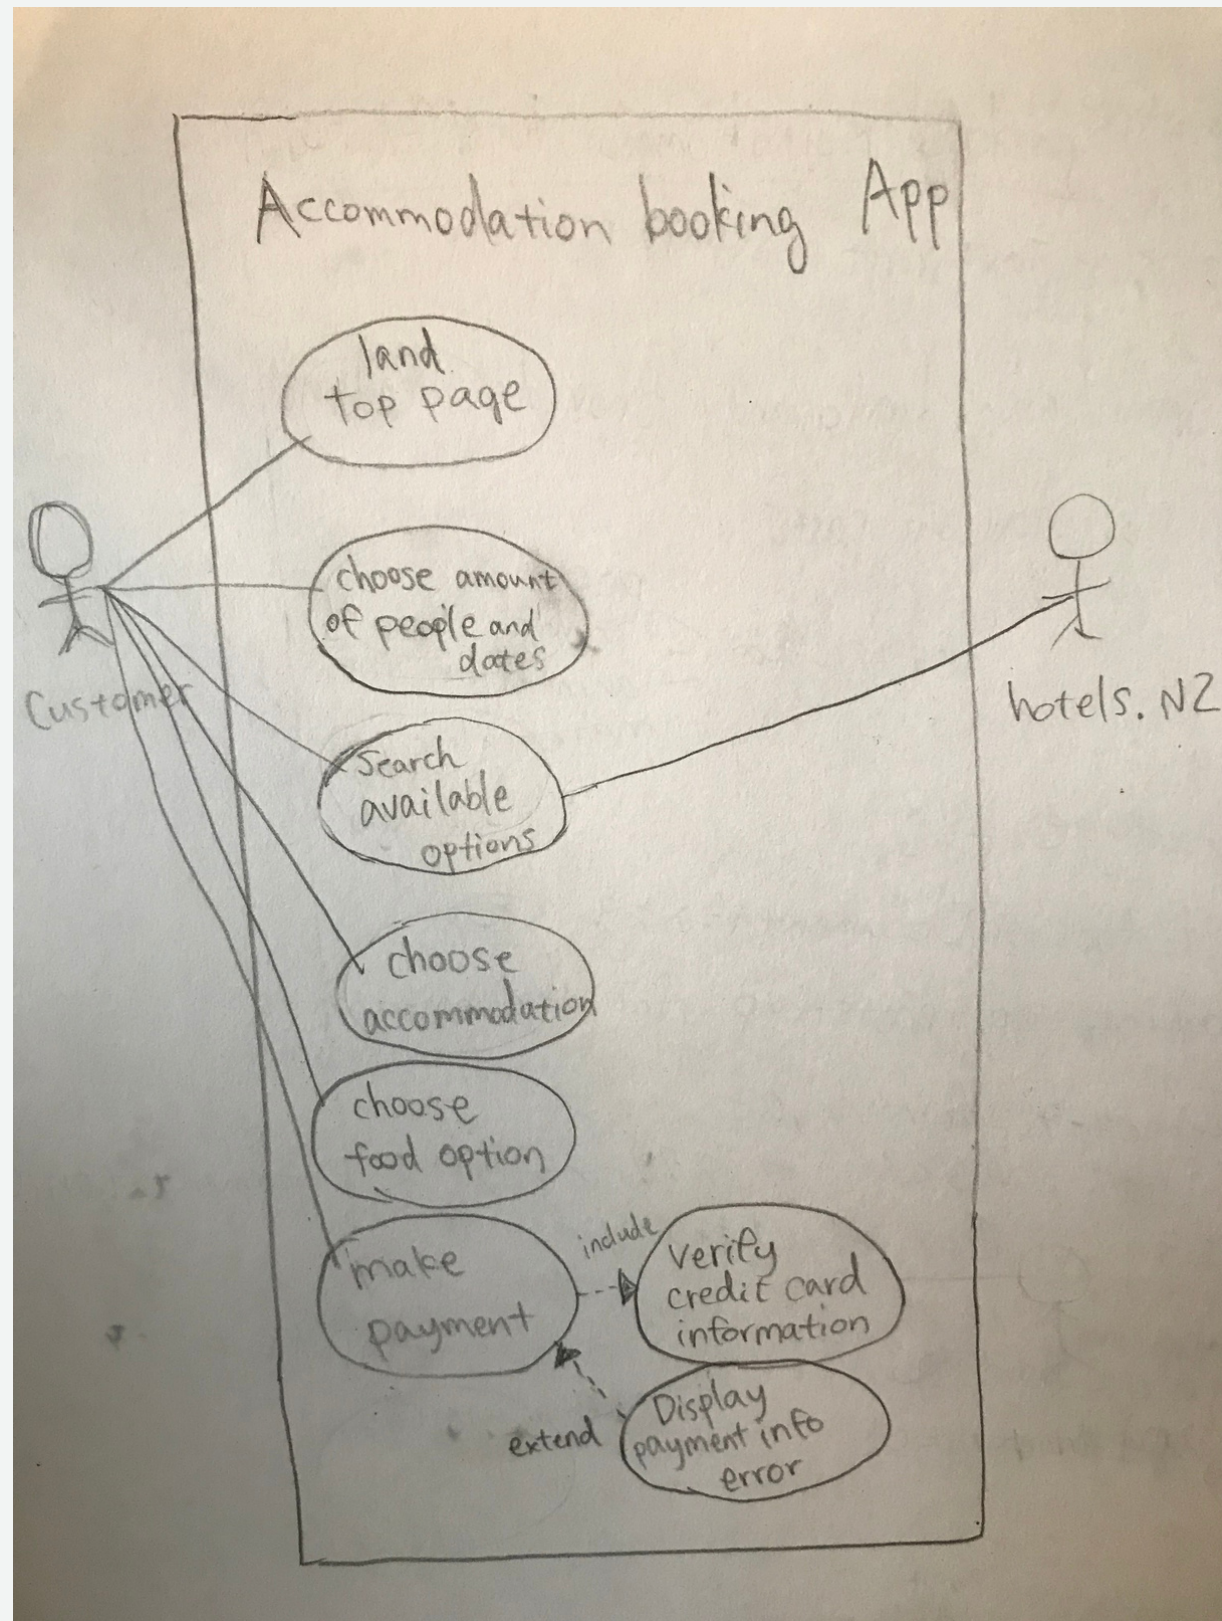 Accommodation booking App
land
top page
choose amount
of people and
dates
Customer
hotels.NZ
Search
available
options
choose
accommodation
choose
food option
make
payment
include
verify
credit card
information
extend
Display
payment info
error